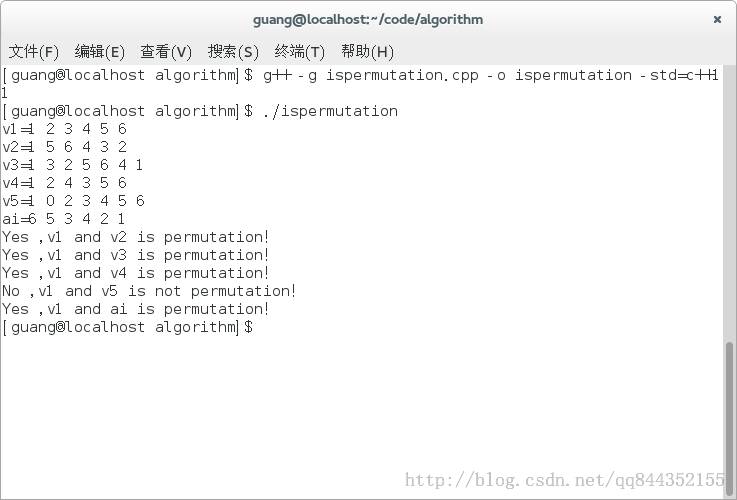 guang@localhost:~/code/algorithm
文件(F) 编辑(E) 查看(V) 搜索(S) 终端(T) 帮助(H)
[guang@localhost algorithm]$ g++ -g ispermutation.cpp -o ispermutation -std=c++1
1
[guang@localhost algorithm]$ ./ispermutation
v1=1 2 3 4 5 6
v2=1 5 6 4 3 2
v3=1 3 2 5 6 4 1
v4=1 2 4 3 5 6
v5=1 0 2 3 4 5 6
ai=6 5 3 4 2 1
Yes ,v1 and v2 is permutation!
Yes ,v1 and v3 is permutation!
Yes ,v1 and v4 is permutation!
No ,v1 and v5 is not permutation!
Yes ,v1 and ai is permutation!
[guang@localhost algorithm]$
http://blog.csdn.net/qq844352155